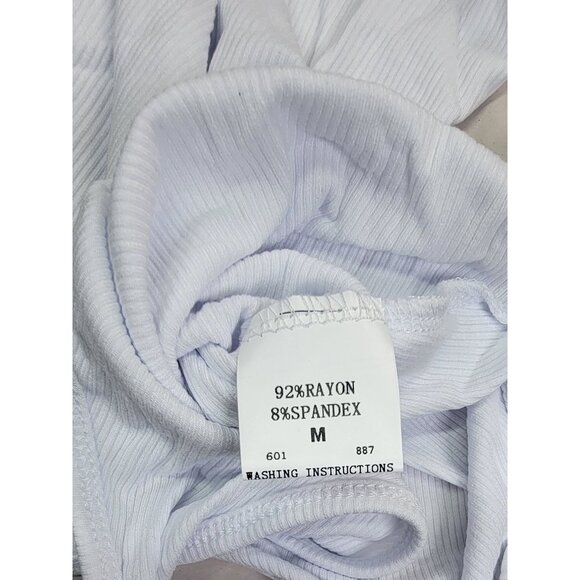 92%RAYON
8%SPANDEX
M
601 887
WASHING INSTRUCTIONS